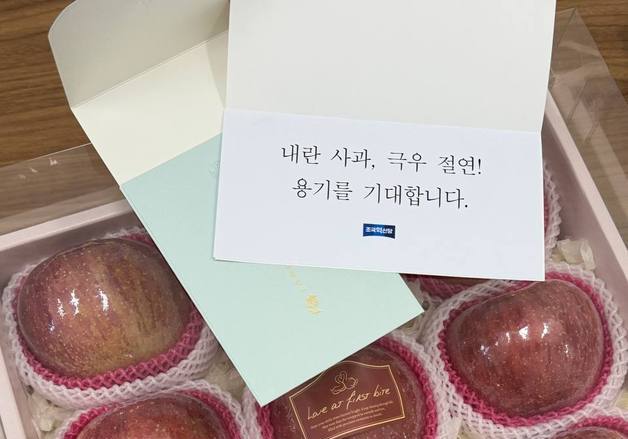 내란 사과, 극우 절연!
용기를 기대합니다.
조국혁신당
Love at first bite